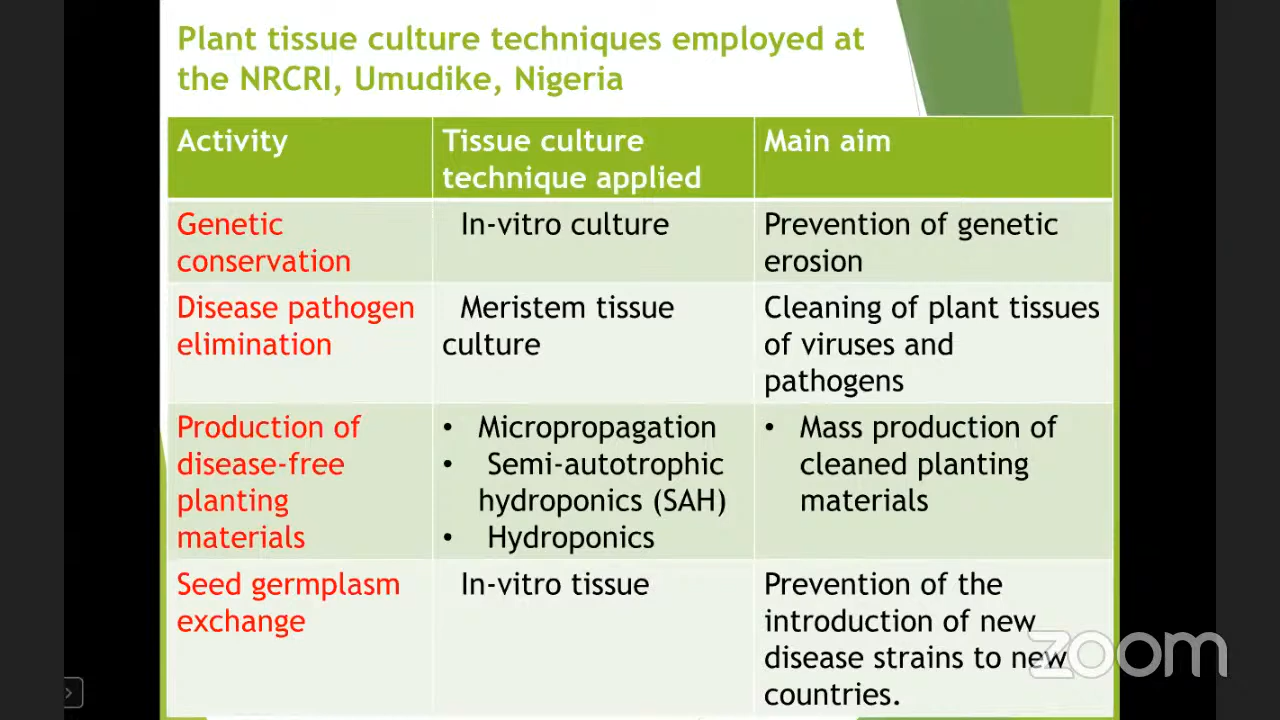 Plant tissue culture techniques employed at
the NRCRI, Umudike, Nigeria
Activity
Tissue culture
technique applied
Main aim
Genetic
conservation
In-vitro culture
Prevention of genetic
erosion
Disease pathogen
elimination
Meristem tissue
culture
Cleaning of plant tissues
of viruses and
pathogens
Production of
disease-free
planting
materials
• Micropropagation
• Semi-autotrophic
hydroponics (SAH)
• Hydroponics
• Mass production of
cleaned planting
materials
Seed germplasm
exchange
In-vitro tissue
Prevention of the
introduction of new
disease strains to new
countries.
zoom